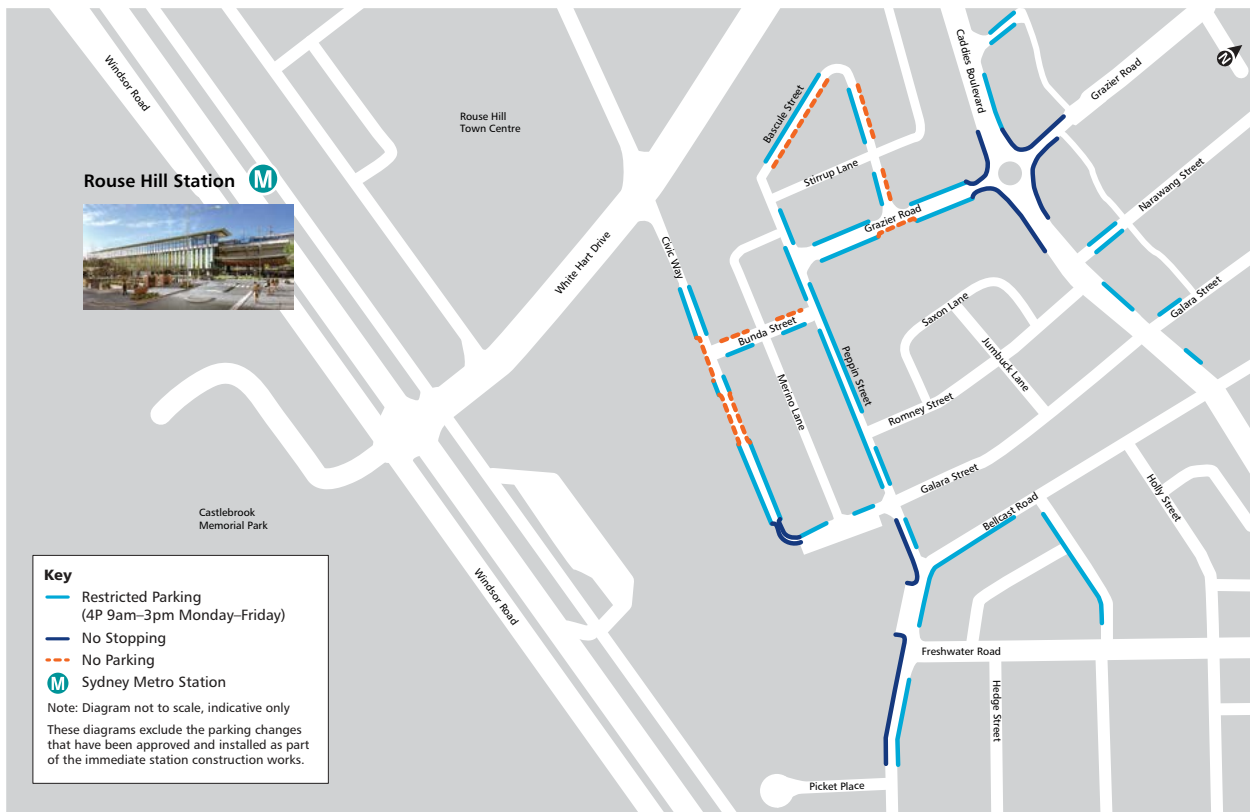 Windsor Road
Rouse Hill
Town Centre
Caddies Boulevard
Grazier Road
N
Bascule Street
Rouse Hill Station M
Stirrup Lane
Narawang Street
Grazier Road
Civic Way
White Hart Drive
Galara Street
Saxon Lane
Bunda Street
Jumbuck Lane
Peppin Street
Merino Lane
Romney Street
Galara Street
Holly Street
Bellcast Road
Castlebrook
Memorial Park
Windsor Road
Key
Restricted Parking
(4P 9am–3pm Monday–Friday)
No Stopping
No Parking
M Sydney Metro Station
Note: Diagram not to scale, indicative only
These diagrams exclude the parking changes
that have been approved and installed as part
of the immediate station construction works.
Freshwater Road
Hedge Street
Picket Place